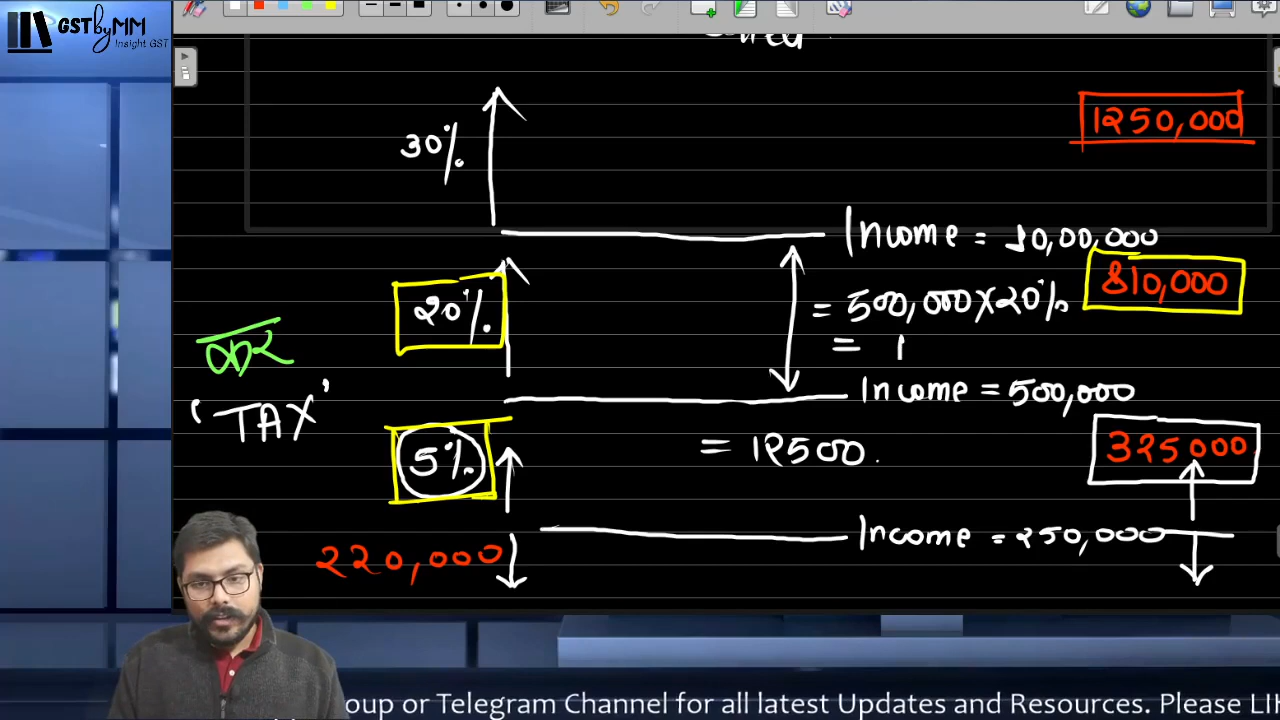 GSTbyMM
Insight GST
1250,000
30%
Income = 10,00,000
810,000
20%
= 500,000 X 20%
= 1
Income = 500,000
"TAX"
5%
= 12500.
325000
Income = 250,000
220,000
oup or Telegram Channel for all latest Updates and Resources. Please LI